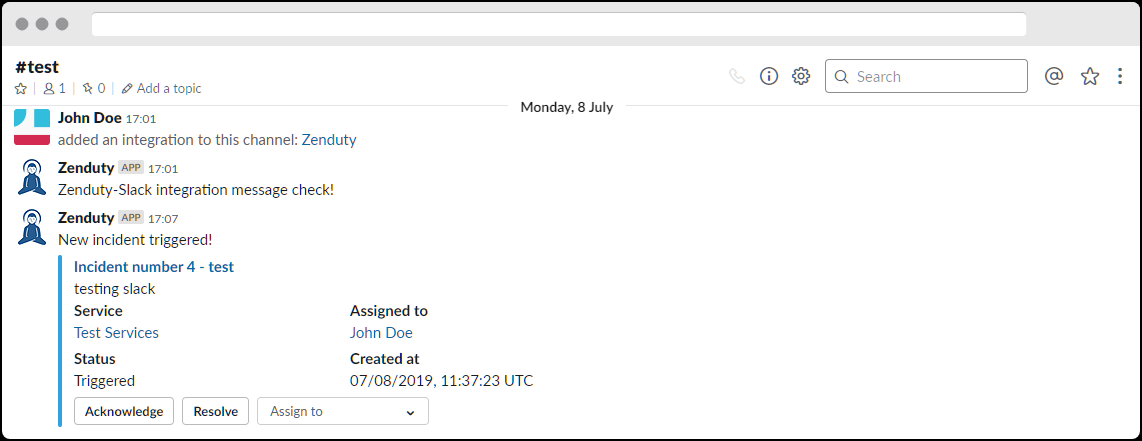 #test
1
0
Add a topic
Search
Monday, 8 July
John Doe 17:01
added an integration to this channel: Zenduty
Zenduty APP 17:01
Zenduty-Slack integration message check!
Zenduty APP 17:07
New incident triggered!
Incident number 4 - test
testing slack
Service Assigned to
Test Services John Doe
Status Created at
Triggered 07/08/2019, 11:37:23 UTC
Acknowledge Resolve Assign to